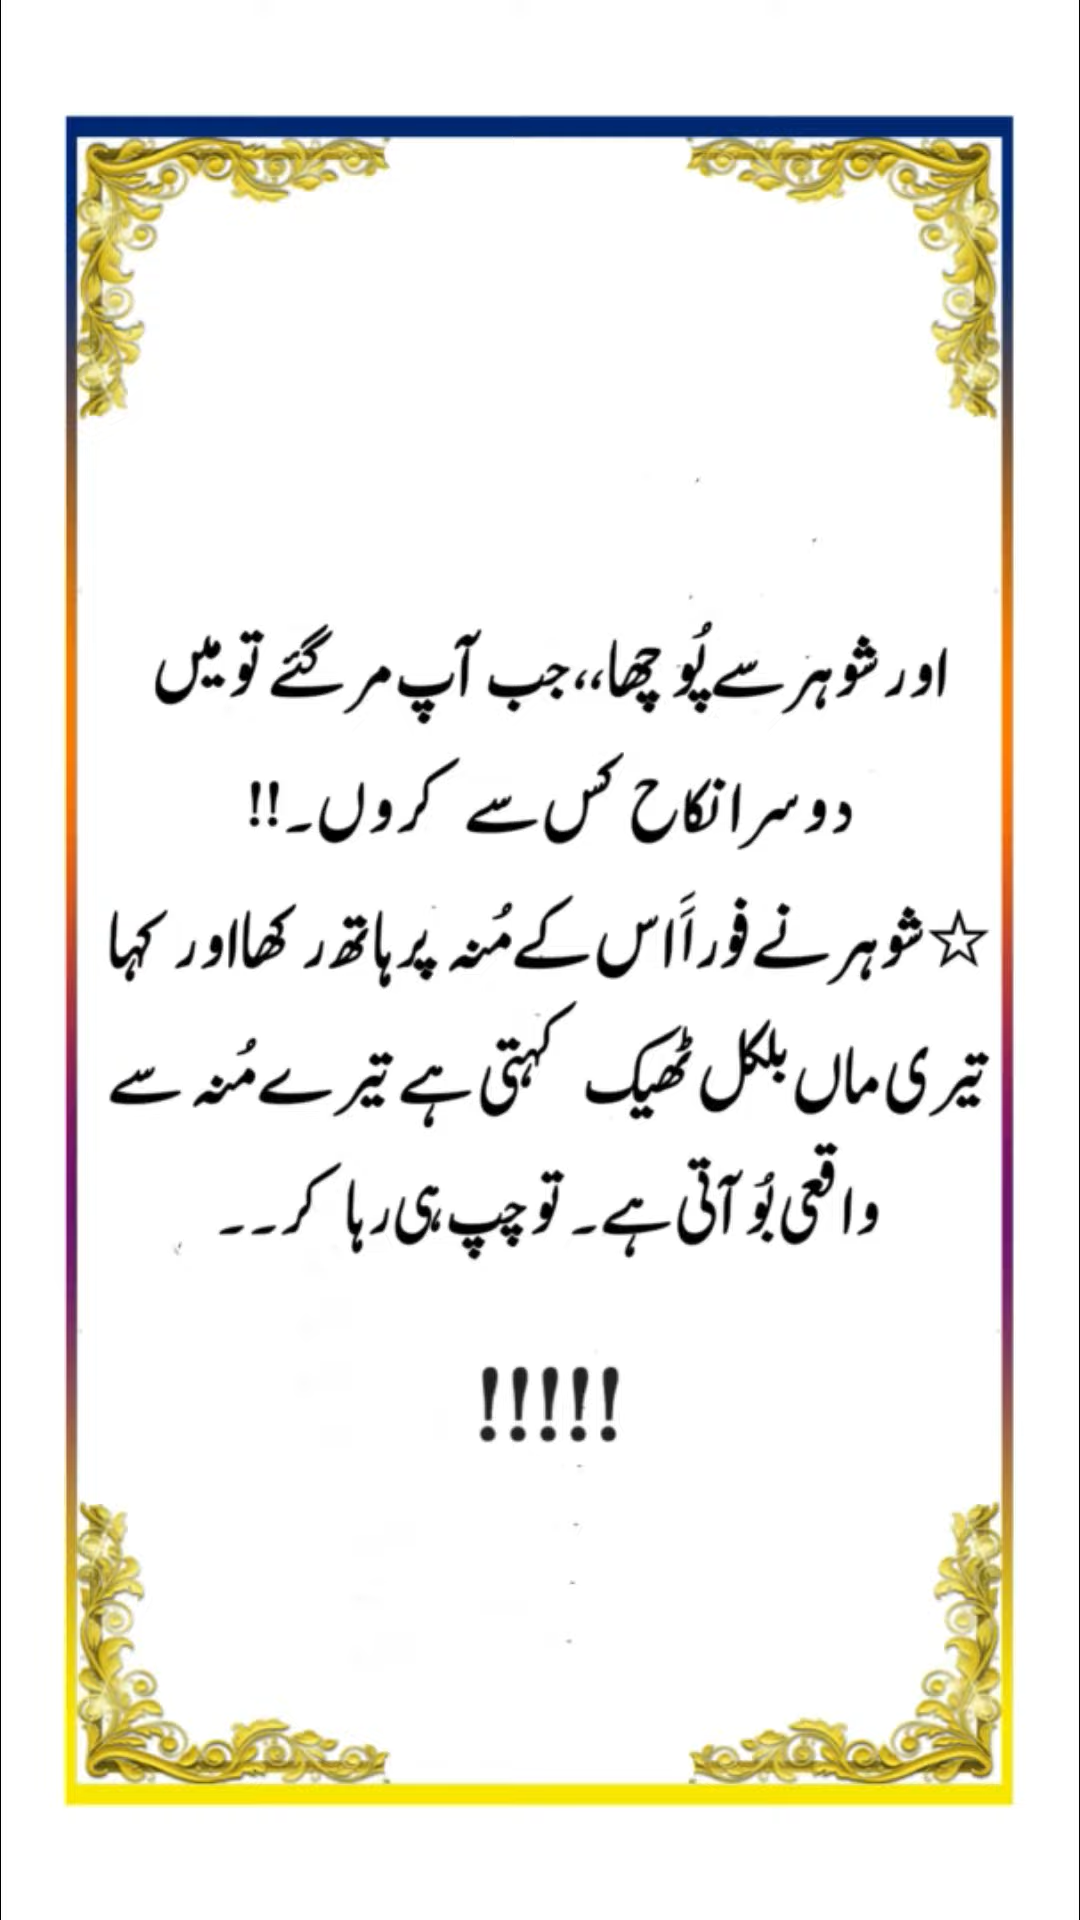 اور شوہر سے پُوچھا،،جب آپ مر گئے تو میں
دوسرا نکاح کس سے کروں۔!!
☆شوہر نے فوراََ اس کے مُنہ پر ہاتھ رکھا اور کہا
تیری ماں بلکل ٹھیک کہتی ہے تیرے مُنہ سے
واقعی بُو آتی ہے۔ تو چپ ہی رہا کر۔۔
!!!!!